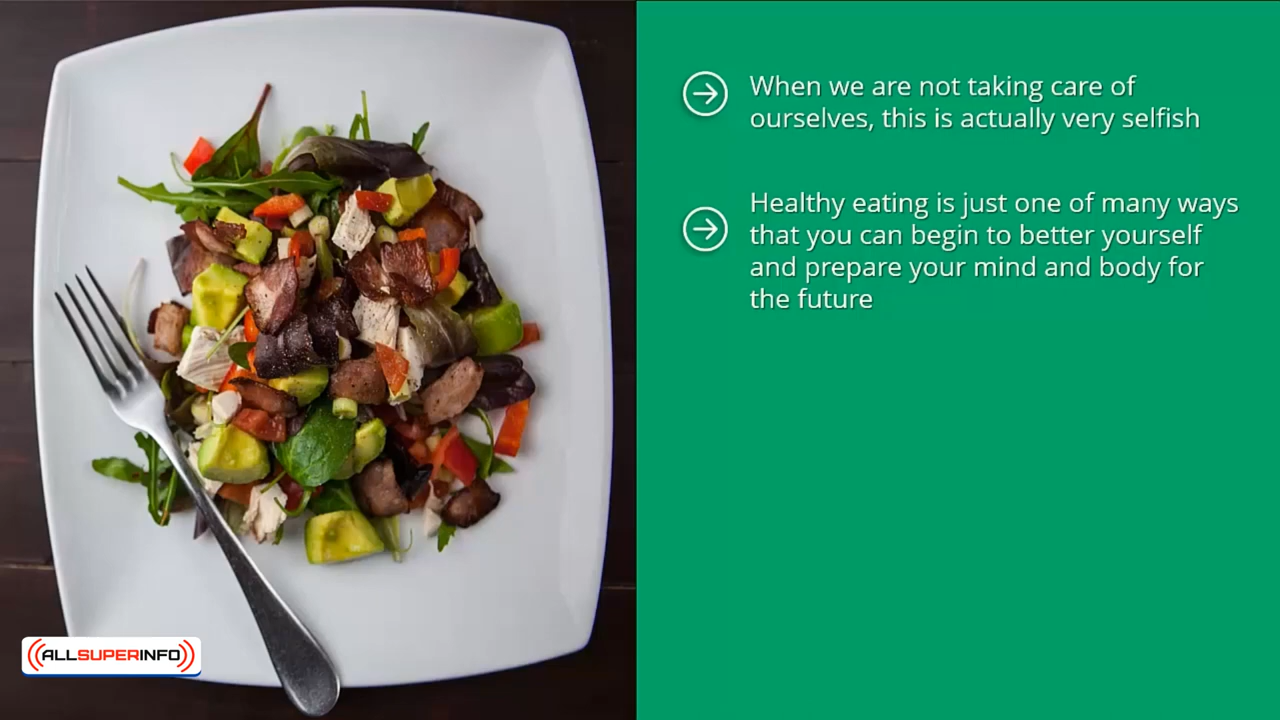 When we are not taking care of
ourselves, this is actually very selfish
Healthy eating is just one of many ways
that you can begin to better yourself
and prepare your mind and body for
the future
ALLSUPERINFO